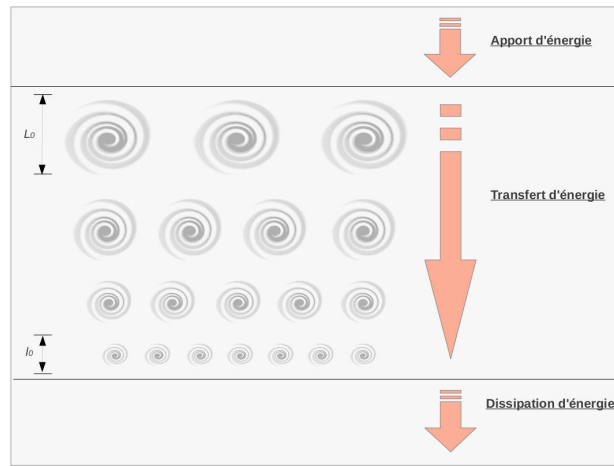 Apport d'énergie
L0
Transfert d'énergie
l0
Dissipation d'énergie